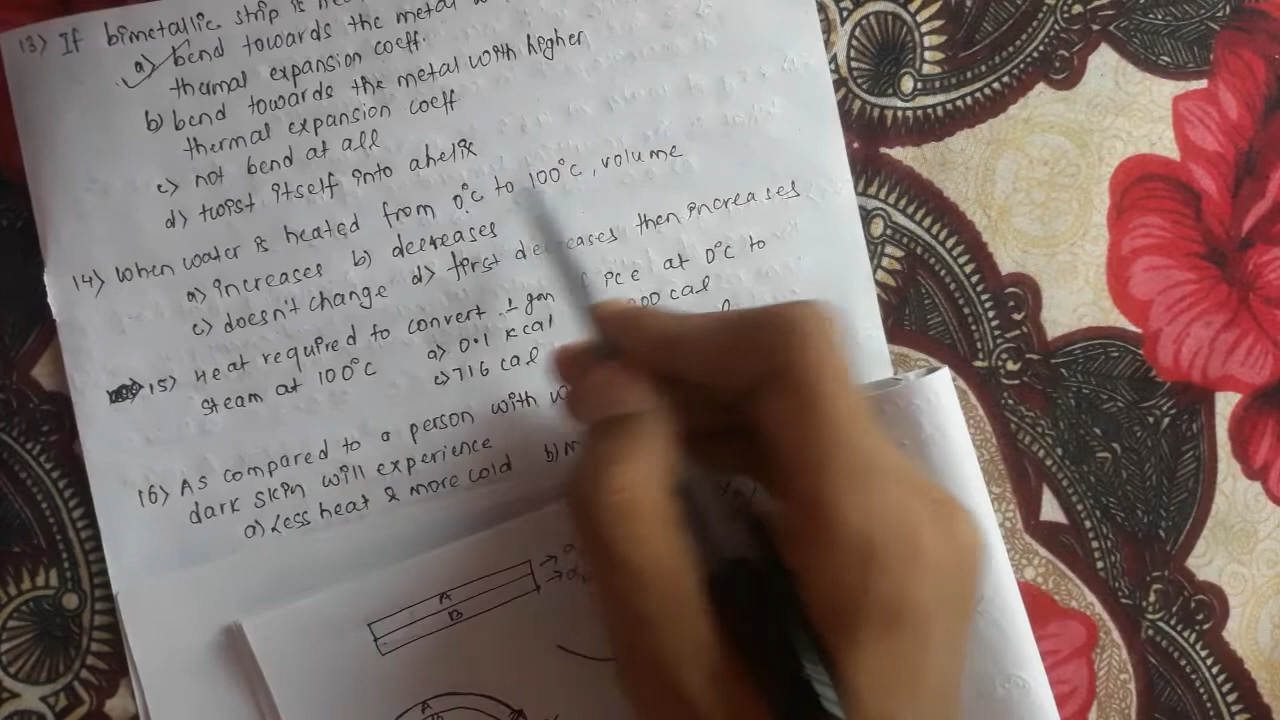 13) If bimetallic strip is
a) bend towards the metal
thermal expansion coeff.
b) bend towards the metal with higher
thermal expansion coeff
c) not bend at all
d) twist itself into a helix
14) When water is heated from 0°C to 100°C, volume
a) increases b) decreases
c) doesn't change d) first decreases then increases
15) Heat required to convert 1 gm ice at 0°C to
steam at 100°C a) 0.1 kcal cal
c) 716 cal
16) As compared to a person with
dark skin will experience
a) Less heat & more cold b)
A
B
A